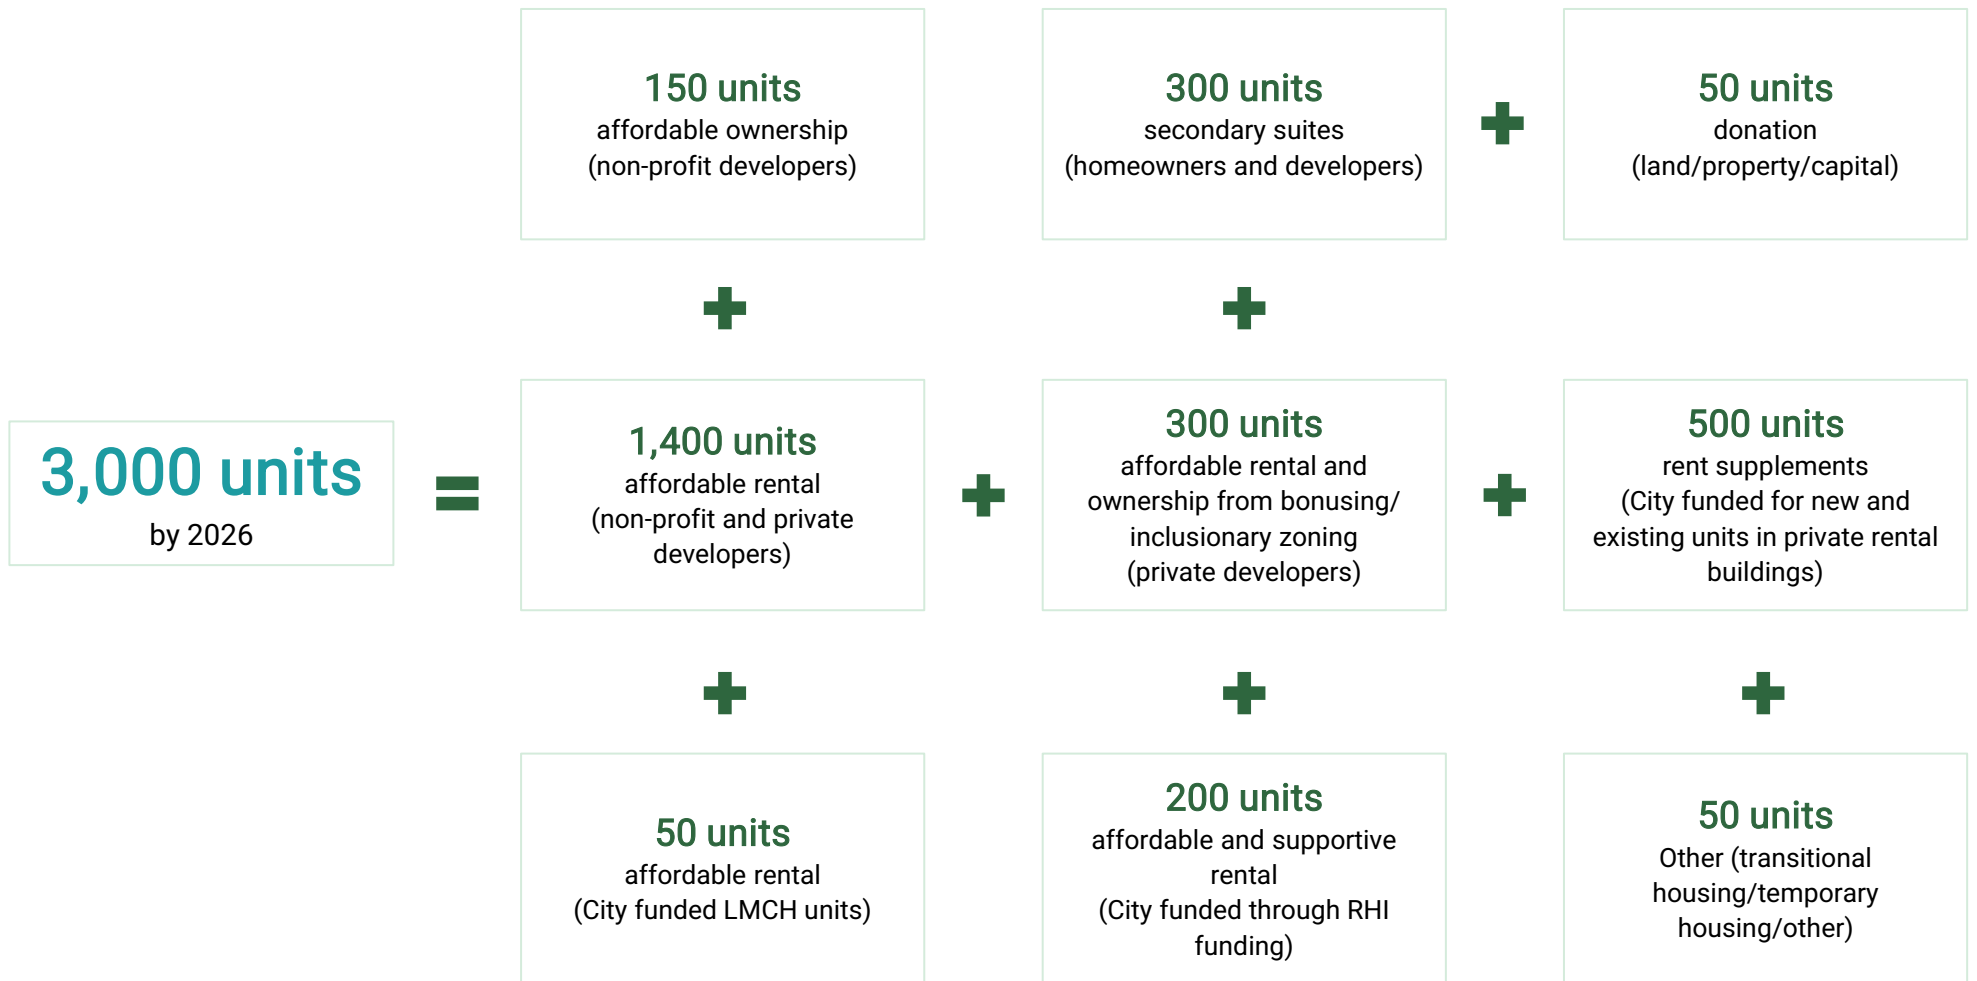 150 units
affordable ownership
(non-profit developers)
300 units
secondary suites
(homeowners and developers)
50 units
donation
(land/property/capital)
3,000 units
by 2026
1,400 units
affordable rental
(non-profit and private
developers)
300 units
affordable rental and
ownership from bonusing/
inclusionary zoning
(private developers)
500 units
rent supplements
(City funded for new and
existing units in private rental
buildings)
50 units
affordable rental
(City funded LMCH units)
200 units
affordable and supportive
rental
(City funded through RHI
funding)
50 units
Other (transitional
housing/temporary
housing/other)